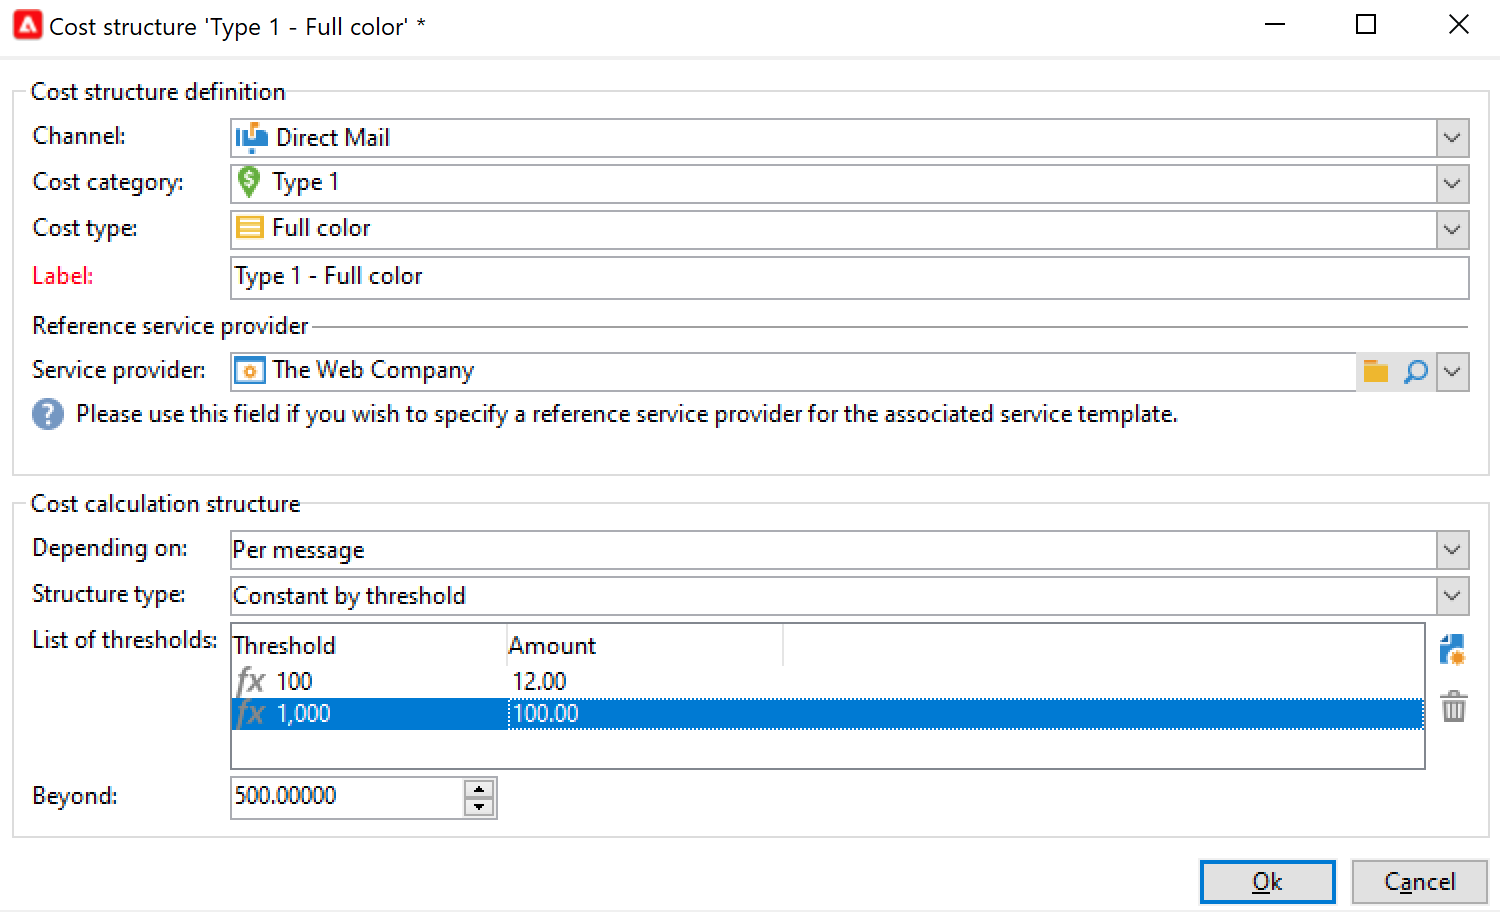 Cost structure 'Type 1 - Full color' *
Cost structure definition
Channel: Direct Mail
Cost category: Type 1
Cost type: Full color
Label: Type 1 - Full color
Reference service provider
Service provider: The Web Company
? Please use this field if you wish to specify a reference service provider for the associated service template.
Cost calculation structure
Depending on: Per message
Structure type: Constant by threshold
List of thresholds: Threshold Amount
fx 100 12.00
fx 1,000 100.00
Beyond: 500.00000
Ok Cancel